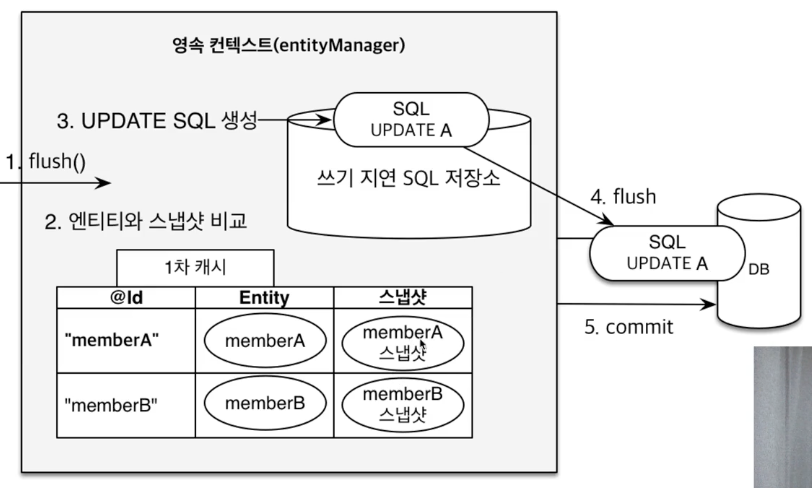 영속 컨텍스트(entityManager)
SQL
UPDATE A
3. UPDATE SQL 생성
1. flush()
쓰기 지연 SQL 저장소
4. flush
2. 엔티티와 스냅샷 비교
SQL
UPDATE A
DB
1차 캐시
@Id
Entity
스냅샷
5. commit
"memberA"
memberA
memberA
스냅샷
"memberB"
memberB
memberB
스냅샷